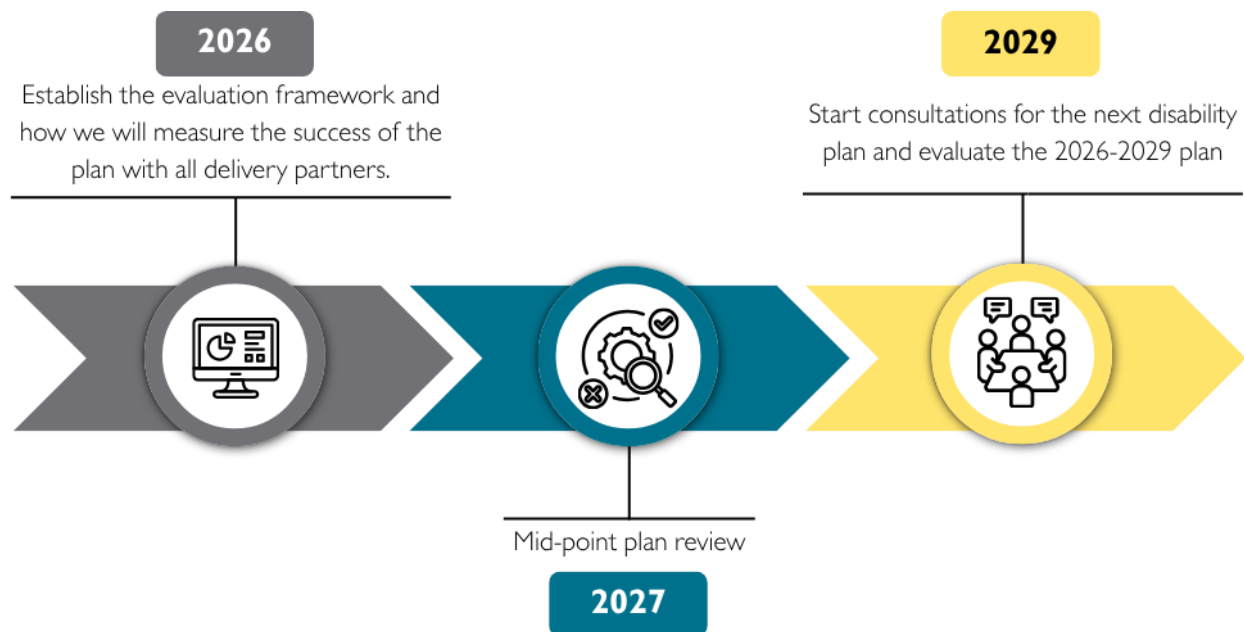 2026
Establish the evaluation framework and
how we will measure the success of the
plan with all delivery partners.
2029
Start consultations for the next disability
plan and evaluate the 2026-2029 plan
Mid-point plan review
2027